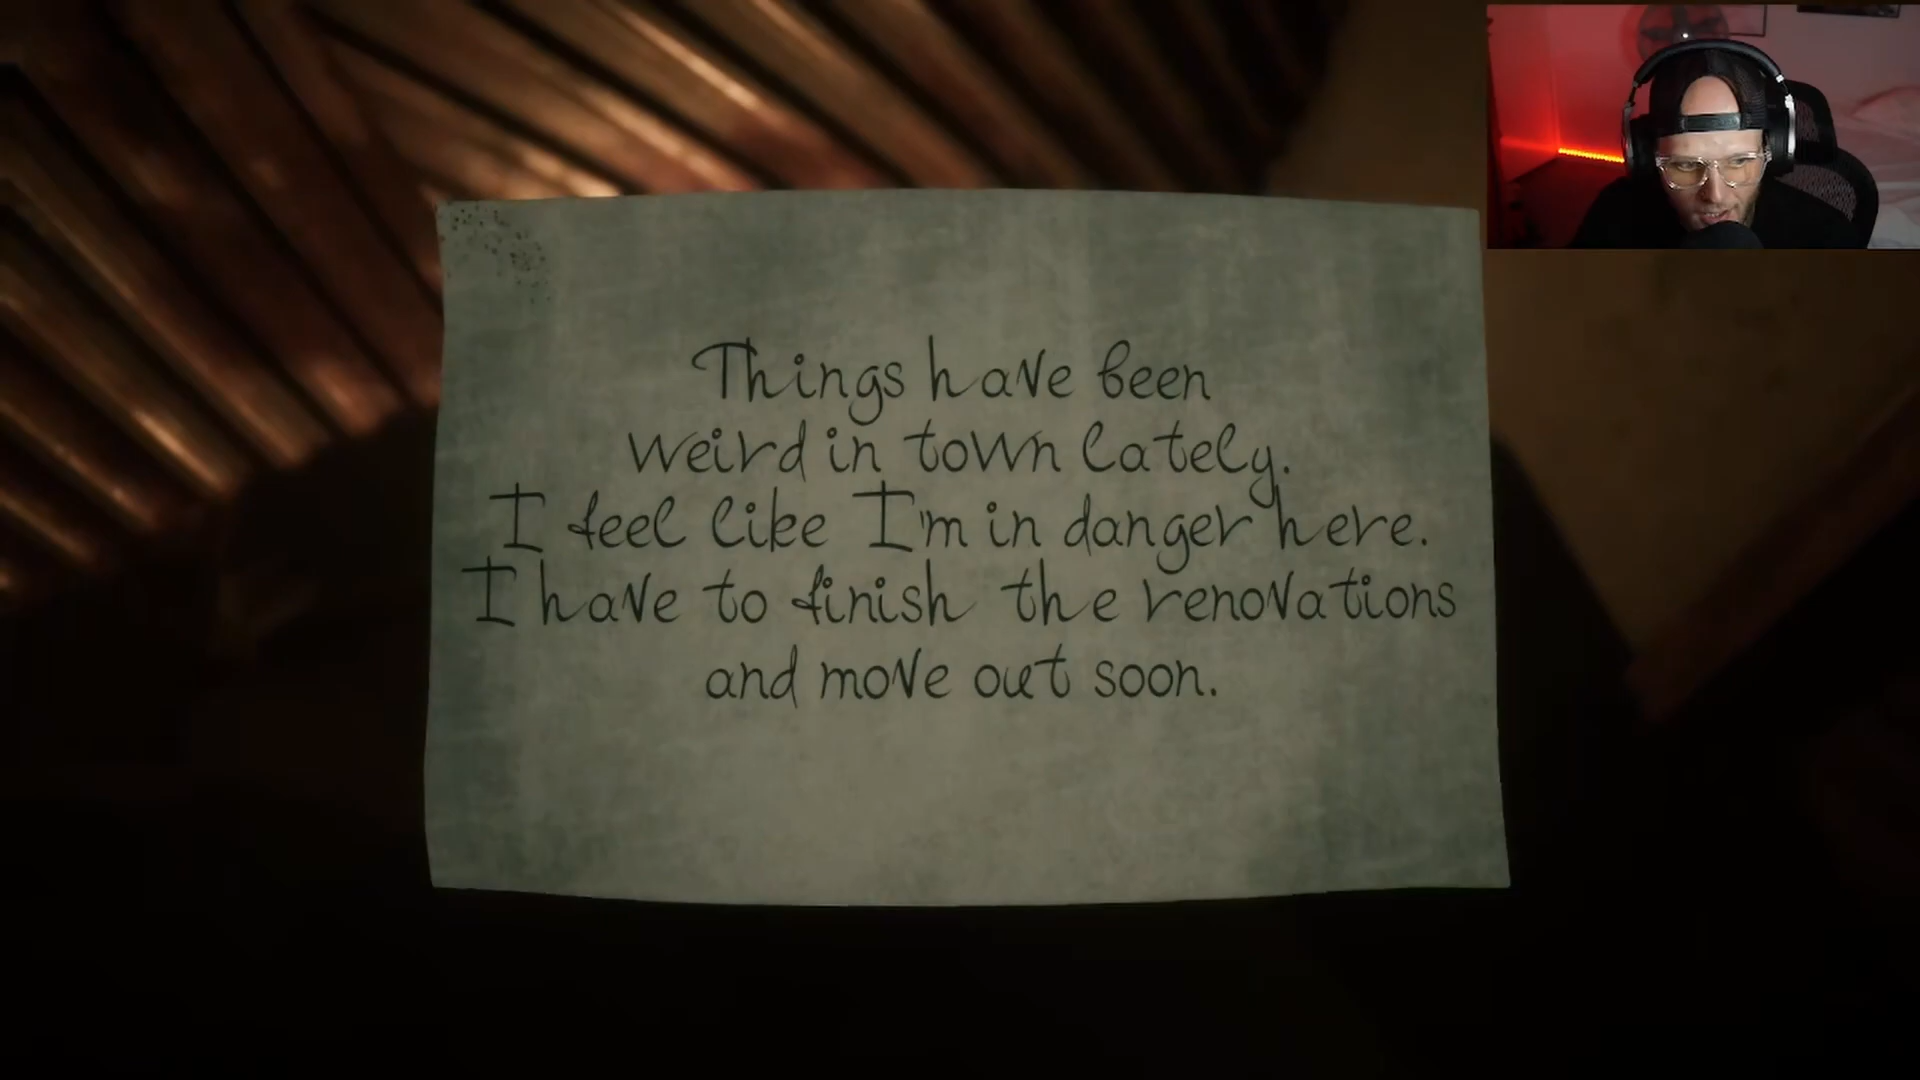 Things have been
weird in town lately.
I feel like I'm in danger here.
I have to finish the renovations
and move out soon.